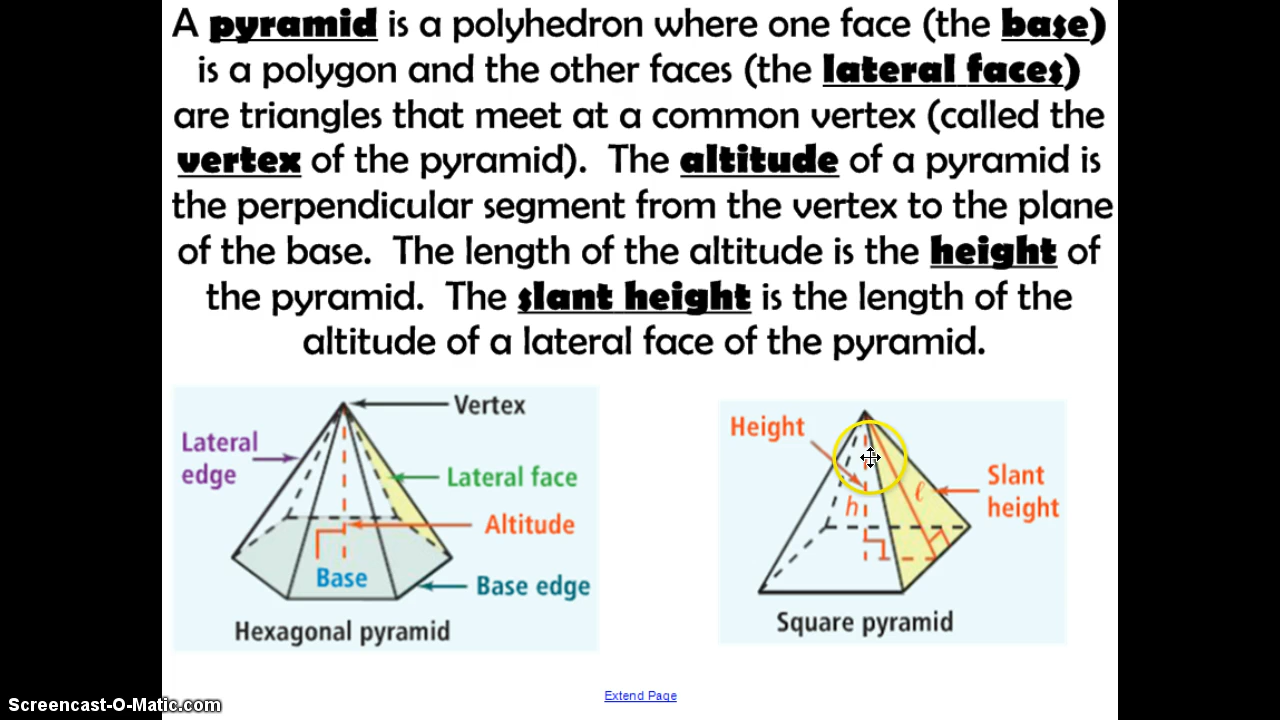 A pyramid is a polyhedron where one face (the base)
is a polygon and the other faces (the lateral faces)
are triangles that meet at a common vertex (called the
vertex of the pyramid). The altitude of a pyramid is
the perpendicular segment from the vertex to the plane
of the base. The length of the altitude is the height of
the pyramid. The slant height is the length of the
altitude of a lateral face of the pyramid.
Vertex
Lateral
edge
Lateral face
Altitude
Base
Base edge
Hexagonal pyramid
Height
Slant
height
ℓ
h
Square pyramid
Extend Page
Screencast-O-Matic.com